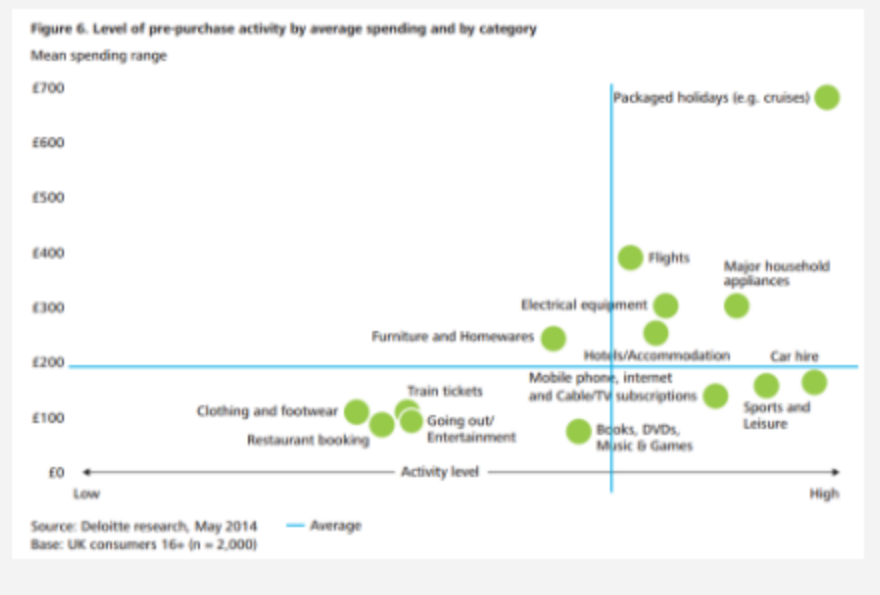 Figure 6. Level of pre-purchase activity by average spending and by category
Mean spending range
£700
Packaged holidays (e.g. cruises)
£600
£500
£400
Flights
Major household
appliances
£300
Electrical equipment
Furniture and Homewares
Hotels/Accommodation
Car hire
£200
Mobile phone, internet
and Cable/TV subscriptions
Train tickets
Sports and
Leisure
Clothing and footwear
£100
Going out/
Entertainment
Books, DVDs,
Music & Games
Restaurant booking
£0
Activity level
Low
High
Source: Deloitte research, May 2014
Average
Base: UK consumers 16+ (n = 2,000)